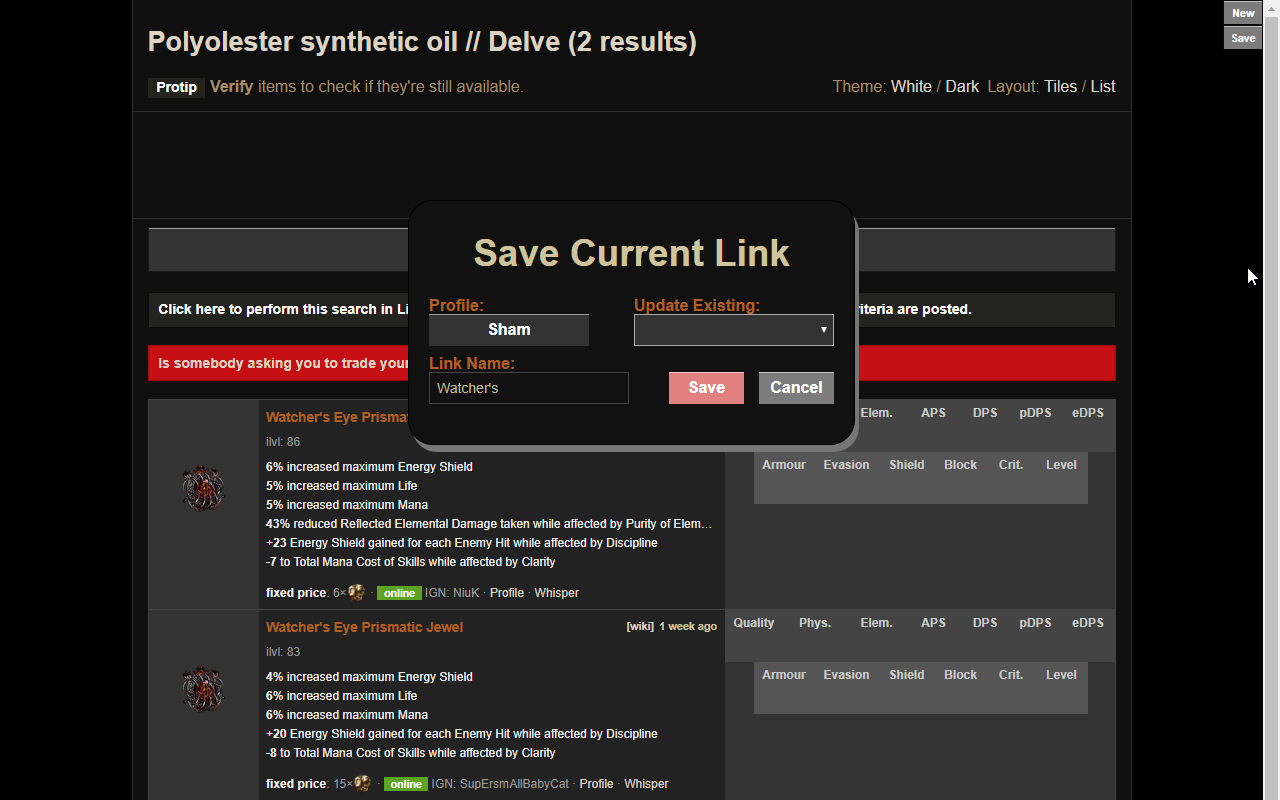 New
Save
Polyolester synthetic oil // Delve (2 results)
Protip Verify items to check if they're still available.
Theme: White / Dark Layout: Tiles / List
Save Current Link
Profile:
Update Existing:
Sham
Link Name:
Watcher's
Save
Cancel
Click here to perform this search in Li
iteria are posted.
Is somebody asking you to trade your
Watcher's Eye Prismat
ilvl: 86
6% increased maximum Energy Shield
5% increased maximum Life
5% increased maximum Mana
43% reduced Reflected Elemental Damage taken while affected by Purity of Elem…
+23 Energy Shield gained for each Enemy Hit while affected by Discipline
-7 to Total Mana Cost of Skills while affected by Clarity
fixed price: 6× · online IGN: NiuK · Profile · Whisper
Elem. APS DPS pDPS eDPS
Armour Evasion Shield Block Crit. Level
Watcher's Eye Prismatic Jewel
[wiki] 1 week ago
ilvl: 83
4% increased maximum Energy Shield
6% increased maximum Life
6% increased maximum Mana
+20 Energy Shield gained for each Enemy Hit while affected by Discipline
-8 to Total Mana Cost of Skills while affected by Clarity
fixed price: 15× · online IGN: SupErsmAllBabyCat · Profile · Whisper
Quality Phys. Elem. APS DPS pDPS eDPS
Armour Evasion Shield Block Crit. Level